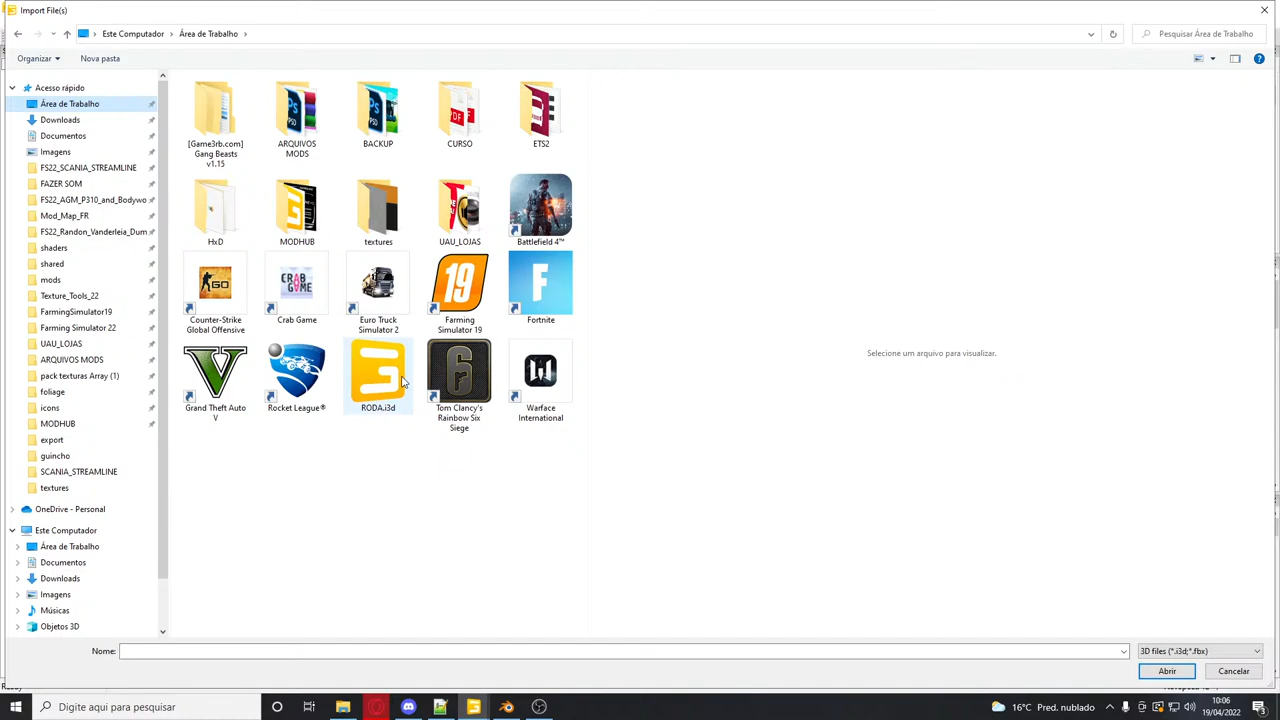 Import File(s)
Este Computador
Área de Trabalho
Pesquisar Área de Trabalho
Organizar
Nova pasta
Acesso rápido
Área de Trabalho
Downloads
Documentos
Imagens
FS22_SCANIA_STREAMLINE
FAZER SOM
FS22_AGM_P310_and_Bodywo
Mod_Map_FR
FS22_Randon_Vanderleia_Dum
shaders
shared
mods
Texture_Tools_22
FarmingSimulator19
Farming Simulator 22
UAU_LOJAS
ARQUIVOS MODS
pack texturas Array (1)
foliage
icons
MODHUB
export
guincho
SCANIA_STREAMLINE
textures
OneDrive - Personal
Este Computador
Área de Trabalho
Documentos
Downloads
Imagens
Músicas
Objetos 3D
[Game3rb.com]
Gang Beasts
v1.15
ARQUIVOS
MODS
BACKUP
CURSO
ETS2
HxD
MODHUB
textures
UAU_LOJAS
Battlefield 4™
Counter-Strike
Global Offensive
Crab Game
Euro Truck
Simulator 2
Farming
Simulator 19
Fortnite
Grand Theft Auto
V
Rocket League®
RODA.i3d
Tom Clancy's
Rainbow Six
Siege
Warface
International
Selecione um arquivo para visualizar.
Nome:
3D files (*.i3d;*.fbx)
Abrir
Cancelar
Digite aqui para pesquisar
16°C Pred. nublado
10:06
19/04/2022